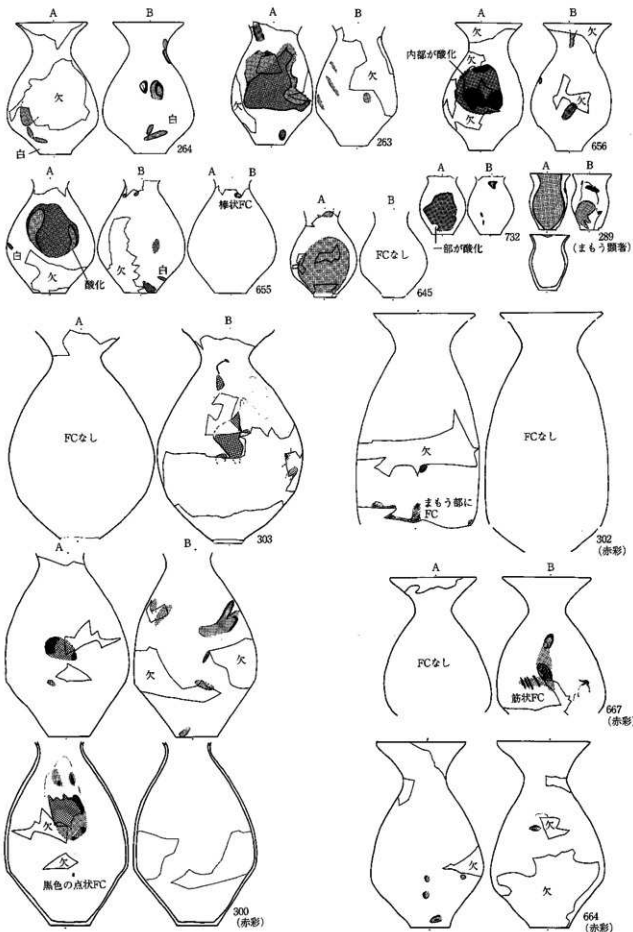 A
B
欠
白
白
264
A
B
欠
欠
263
A
B
内部が酸化
欠
欠
欠
欠
欠
656
A
B
白
欠
酸化
欠
白
A
B
棒状FC
655
A
B
FCなし
645
A
B
一部が酸化
732
A
B
289
(まもう顕著)
A
B
FCなし
303
A
B
FCなし
欠
まもう部に
FC
302
(赤彩)
A
B
欠
欠
欠
欠
黒色の点状FC
300
(赤彩)
A
B
FCなし
筋状FC
667
(赤彩)
A
B
欠
欠
欠
664
(赤彩)